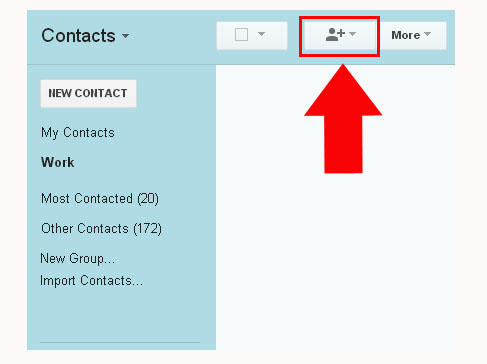 Contacts
More
NEW CONTACT
My Contacts
Work
Most Contacted (20)
Other Contacts (172)
New Group...
Import Contacts...